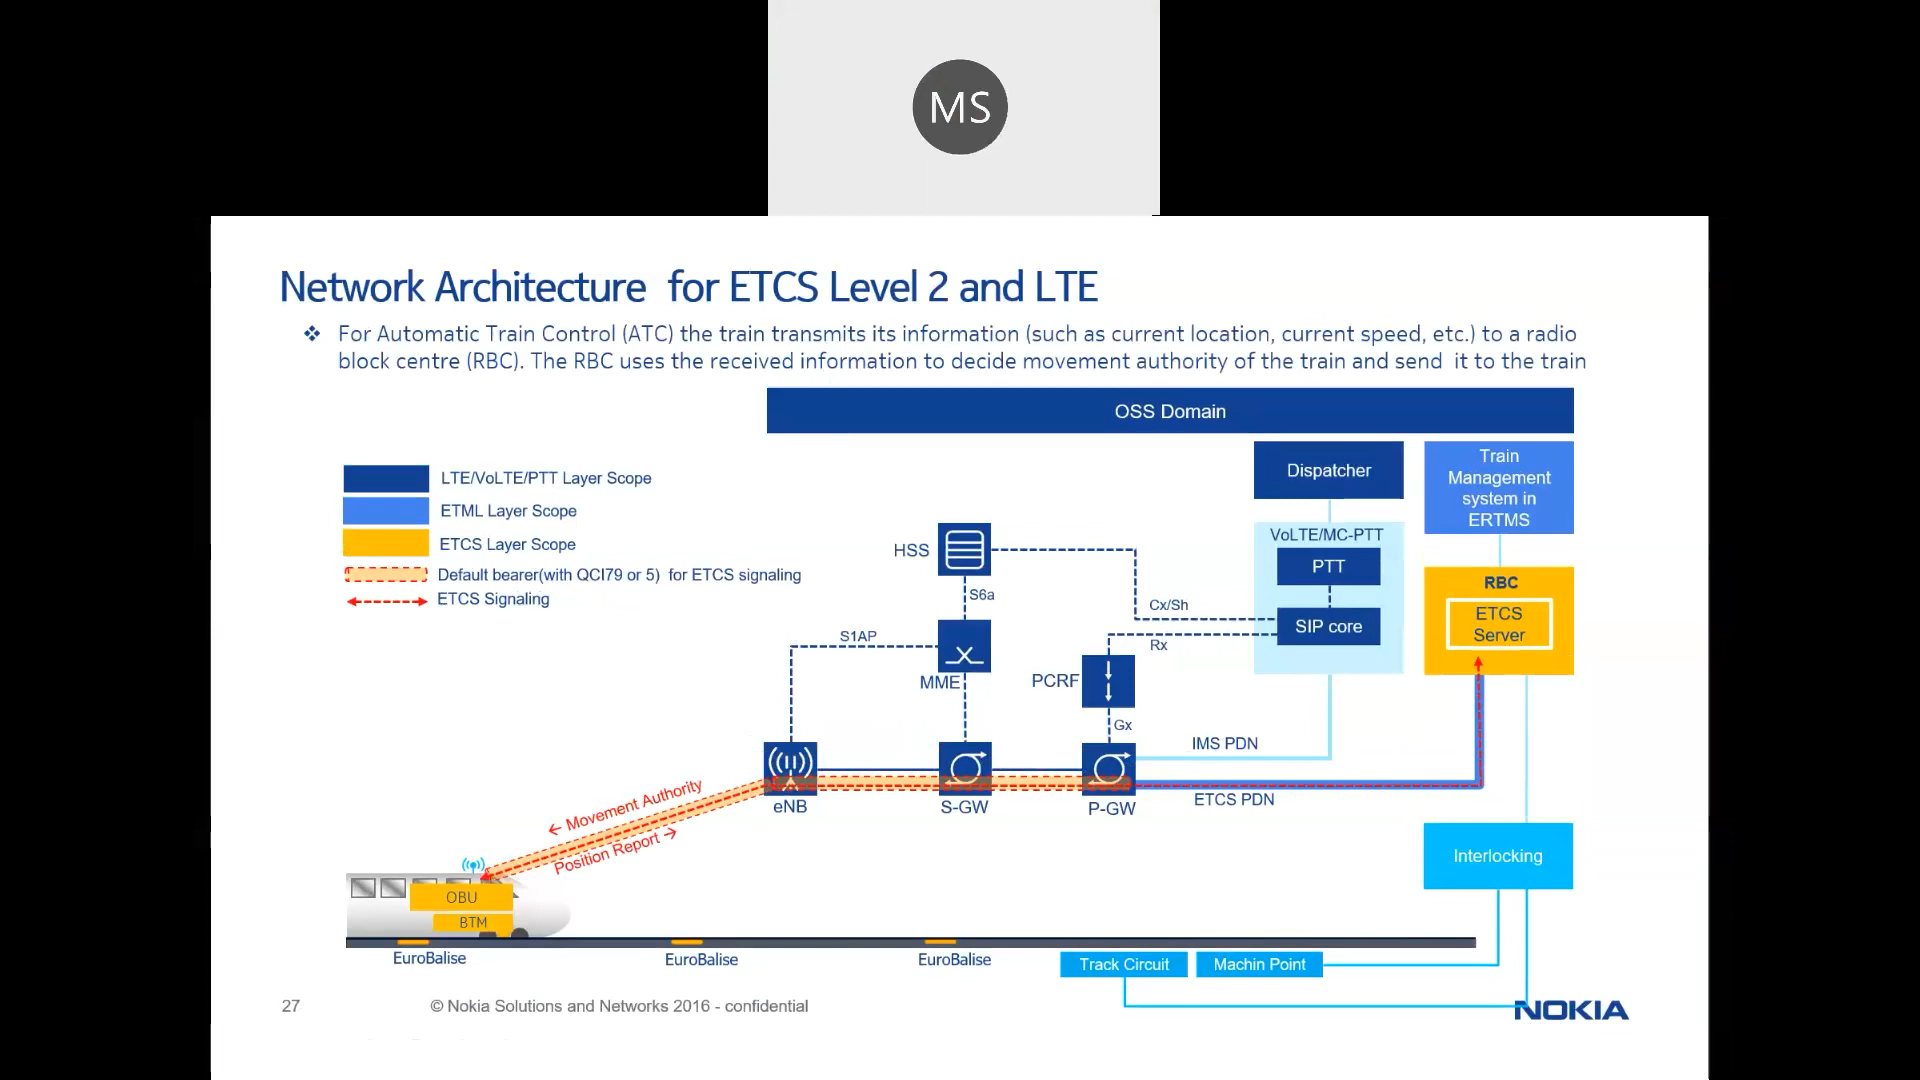 MS
Network Architecture for ETCS Level 2 and LTE
❖ For Automatic Train Control (ATC) the train transmits its information (such as current location, current speed, etc.) to a radio
block centre (RBC). The RBC uses the received information to decide movement authority of the train and send it to the train
OSS Domain
Dispatcher
Train
Management
system in
ERTMS
LTE/VoLTE/PTT Layer Scope
ETML Layer Scope
ETCS Layer Scope
Default bearer(with QCI79 or 5) for ETCS signaling
ETCS Signaling
HSS
S6a
VoLTE/MC-PTT
PTT
SIP core
Cx/Sh
Rx
RBC
ETCS
Server
S1AP
MME
PCRF
Gx
IMS PDN
ETCS PDN
eNB
S-GW
P-GW
← Movement Authority
Position Report →
Interlocking
OBU
BTM
EuroBalise
EuroBalise
EuroBalise
Track Circuit
Machin Point
27
© Nokia Solutions and Networks 2016 - confidential
NOKIA